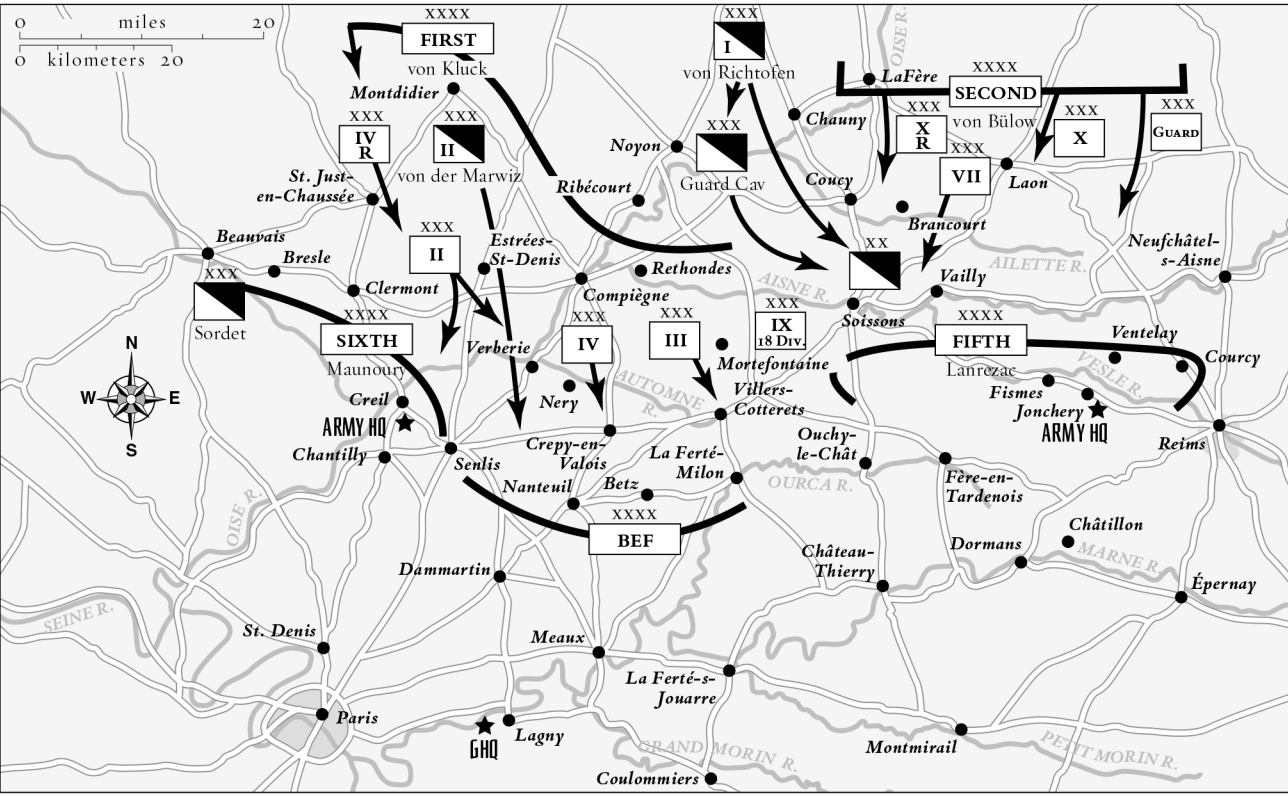 0 miles 20
0 kilometers 20
XXXX
FIRST
von Kluck
XXX
I
von Richtofen
OISE R.
LaFère
XXXX
SECOND
von Bülow
Montdidier
XXX
IV
R
XXX
II
von der Marwiz
Noyon
XXX
Guard Cav
Chauny
XXX
X
R
XXX
X
XXX
GUARD
XXX
VII
Laon
St. Just-
en-Chaussée
Ribécourt
Coucy
Brancourt
Beauvais
Bresle
XXX
II
Estrées-
St-Denis
Rethondes
XX
AILETTE R.
Neufchâtel-
s-Aisne
XXX
Sordet
Clermont
Compiègne
AISNE R.
Soissons
Vailly
XXXX
SIXTH
Maunoury
Verberie
XXX
IV
XXX
III
XXX
IX
18 Div.
Mortefontaine
XXXX
FIFTH
Lanrezac
Ventelay
Courcy
VESLE R.
N
W
E
S
Creil
ARMY HQ
Nery
AUTOMNE
R.
Villers-
Cotterets
Fismes
Jonchery
ARMY HQ
Reims
Chantilly
Senlis
Crepy-en-
Valois
La Ferté-
Milon
Ouchy-
le-Chât
OURCA R.
Fère-en-
Tardenois
Nanteuil
Betz
OISE R.
XXXX
BEF
Châtillon
Dammartin
Château-
Thierry
Dormans
MARNE R.
Épernay
SEINE R.
St. Denis
Meaux
La Ferté-s-
Jouarre
Paris
GHQ
Lagny
GRAND MORIN R.
Montmirail
PETIT MORIN R.
Coulommiers